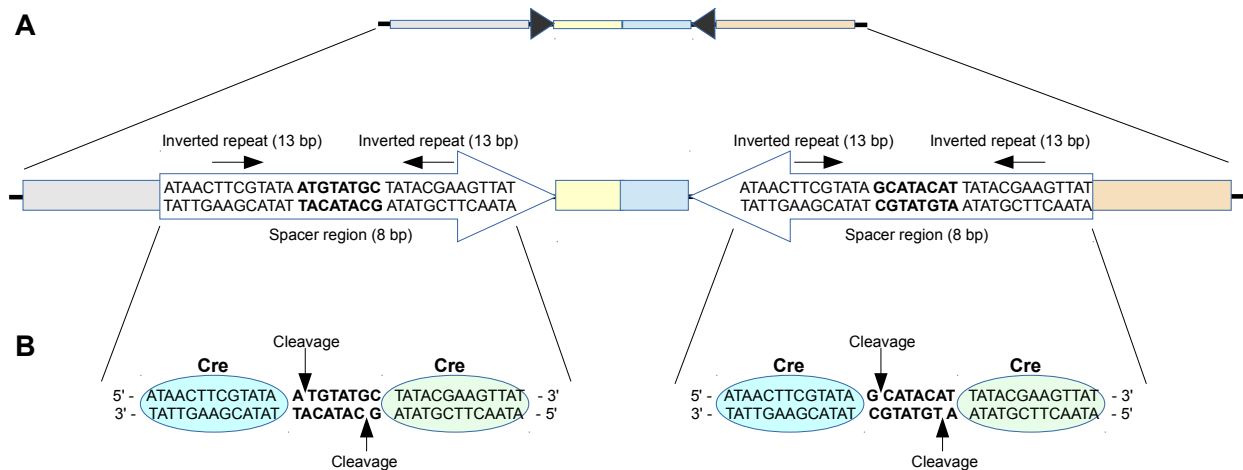 A
Inverted repeat (13 bp) Inverted repeat (13 bp) Inverted repeat (13 bp) Inverted repeat (13 bp)
ATAACTTCGTATA ATGTATGC TATACGAAGTTAT ATAACTTCGTATA GCATACAT TATACGAAGTTAT
TATTGAAGCATAT TACATACG ATATGCTTCAATA TATTGAAGCATAT CGTATGTA ATATGCTTCAATA
Spacer region (8 bp) Spacer region (8 bp)
B
Cleavage Cleavage
Cre Cre Cre Cre
5' - ATAACTTCGTATA A TGTATGC TATACGAAGTTAT - 3' 5' - ATAACTTCGTATA G CATACAT TATACGAAGTTAT - 3'
3' - TATTGAAGCATAT TACATAC G ATATGCTTCAATA - 5' 3' - TATTGAAGCATAT CGTATGT A ATATGCTTCAATA - 5'
Cleavage Cleavage